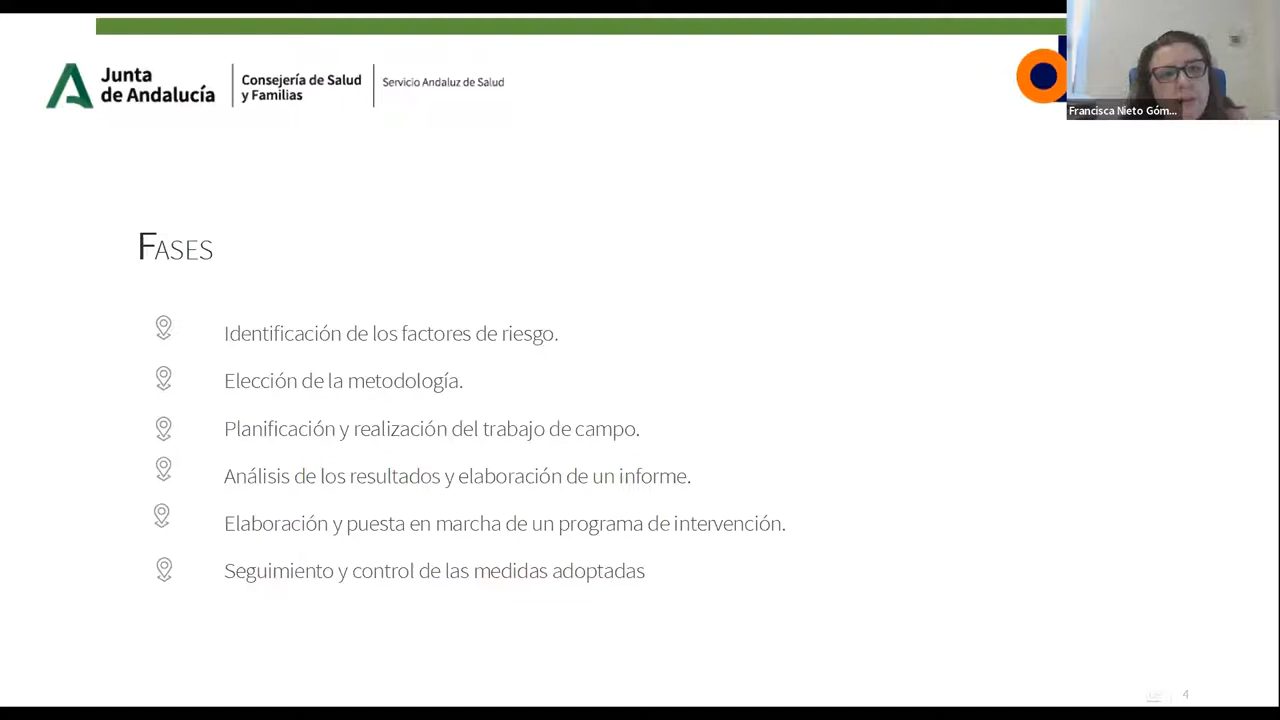 Junta
de Andalucía
Consejería de Salud
y Familias
Servicio Andaluz de Salud
Francisca Nieto Góm...
FASES
Identificación de los factores de riesgo.
Elección de la metodología.
Planificación y realización del trabajo de campo.
Análisis de los resultados y elaboración de un informe.
Elaboración y puesta en marcha de un programa de intervención.
Seguimiento y control de las medidas adoptadas
4